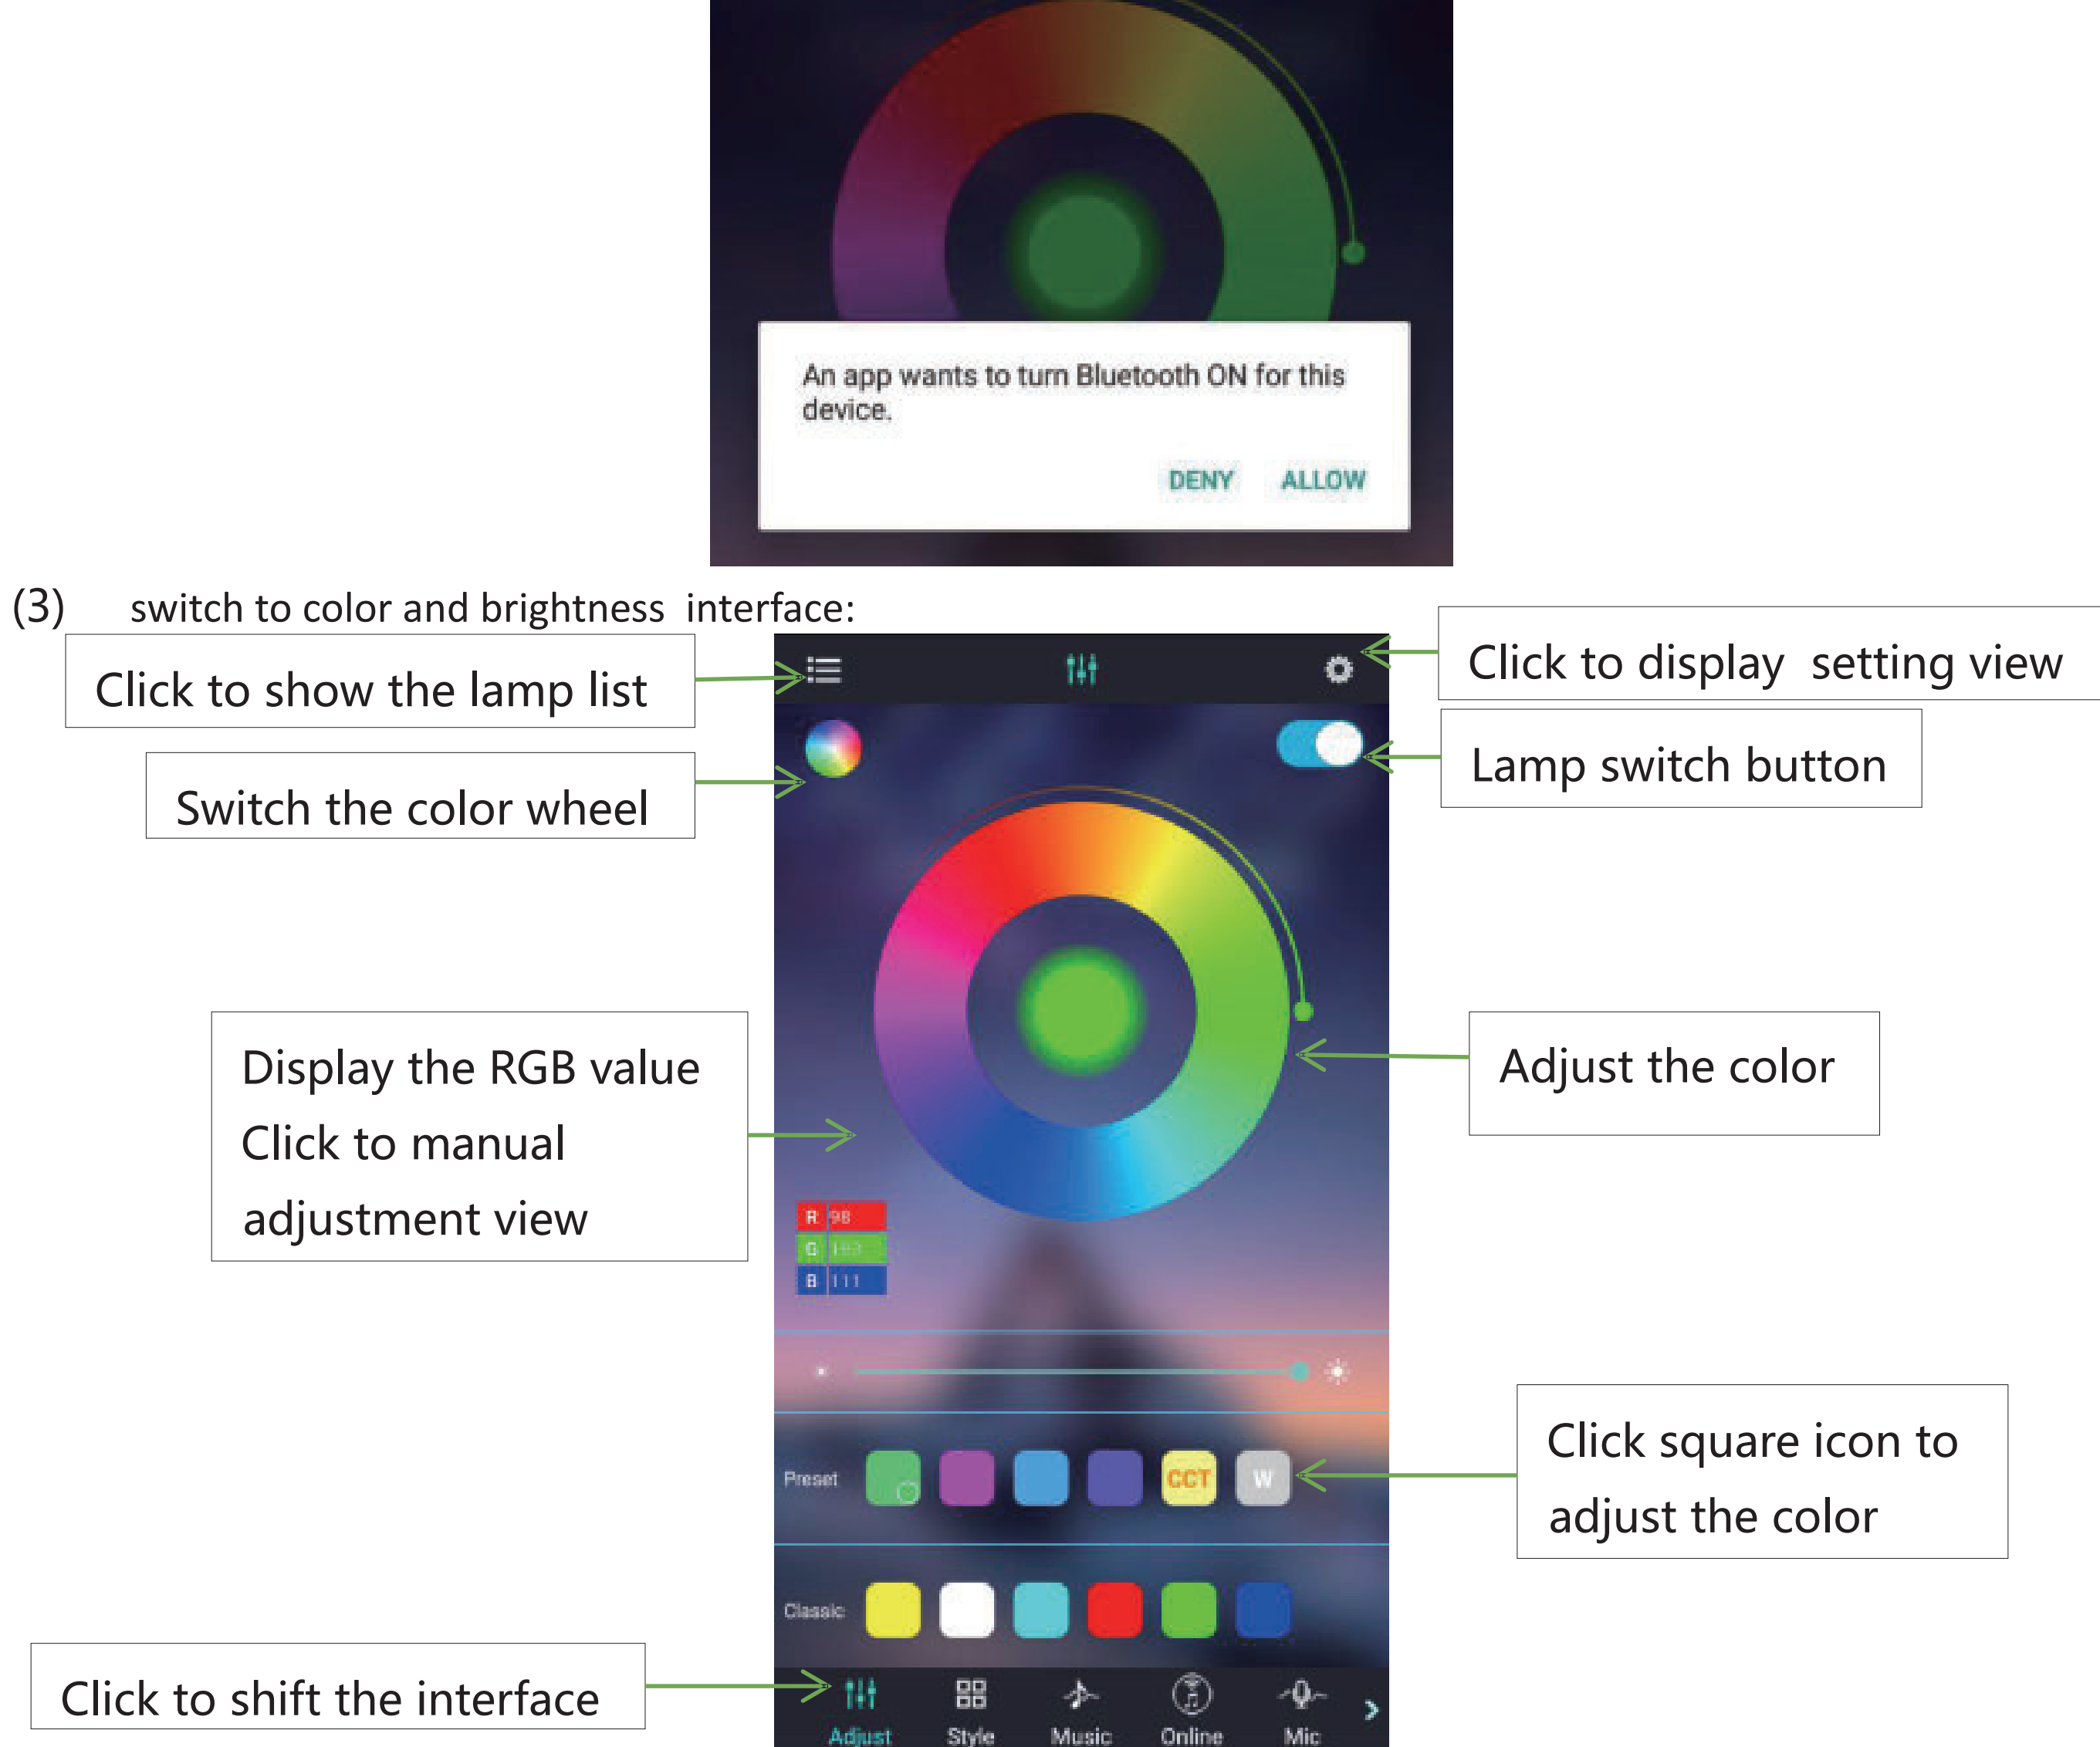 An app wants to turn Bluetooth ON for this
device.
DENY ALLOW
(3) switch to color and brightness interface:
Click to show the lamp list
Click to display setting view
Switch the color wheel
Lamp switch button
Display the RGB value
Click to manual
adjustment view
Adjust the color
R 98
G
B 111
Click square icon to
adjust the color
Preset CCT W
Classic
Click to shift the interface
Adjust Style Music Online Mic